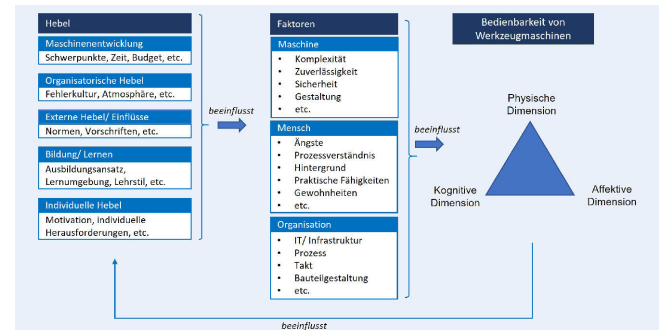 Hebel
Maschinenentwicklung
Schwerpunkte, Zeit, Budget, etc.
Organisatorische Hebel
Fehlerkultur, Atmosphäre, etc.
Externe Hebel/ Einflüsse
Normen, Vorschriften, etc.
Bildung/ Lernen
Ausbildungsansatz,
Lernumgebung, Lehrstil, etc.
Individuelle Hebel
Motivation, individuelle
Herausforderungen, etc.
beeinflusst
Faktoren
Maschine
• Komplexität
• Zuverlässigkeit
• Sicherheit
• Gestaltung
• etc.
Mensch
• Ängste
• Prozessverständnis
• Hintergrund
• Praktische Fähigkeiten
• Gewohnheiten
• etc.
Organisation
• IT/ Infrastruktur
• Prozess
• Takt
• Bauteilgestaltung
• etc.
beeinflusst
Bedienbarkeit von
Werkzeugmaschinen
Physische
Dimension
Kognitive
Dimension
Affektive
Dimension
beeinflusst